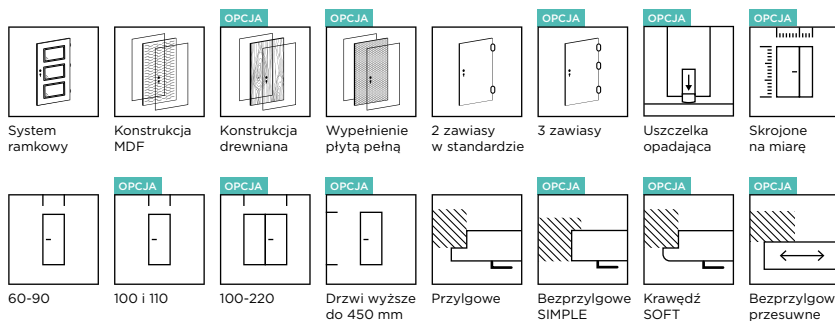 OPCJA
OPCJA
OPCJA
OPCJA
OPCJA
System
ramkowy
Konstrukcja
MDF
Konstrukcja
drewniana
Wypełnienie
płytą pełną
2 zawiasy
w standardzie
3 zawiasy
Uszczelka
opadająca
Skrojone
na miarę
OPCJA
OPCJA
OPCJA
OPCJA
OPCJA
OPCJA
60-90
100 i 110
100-220
Drzwi wyższe
do 450 mm
Przylgowe
Bezprzylgowe
SIMPLE
Krawędź
SOFT
Bezprzylgowe
przesuwne